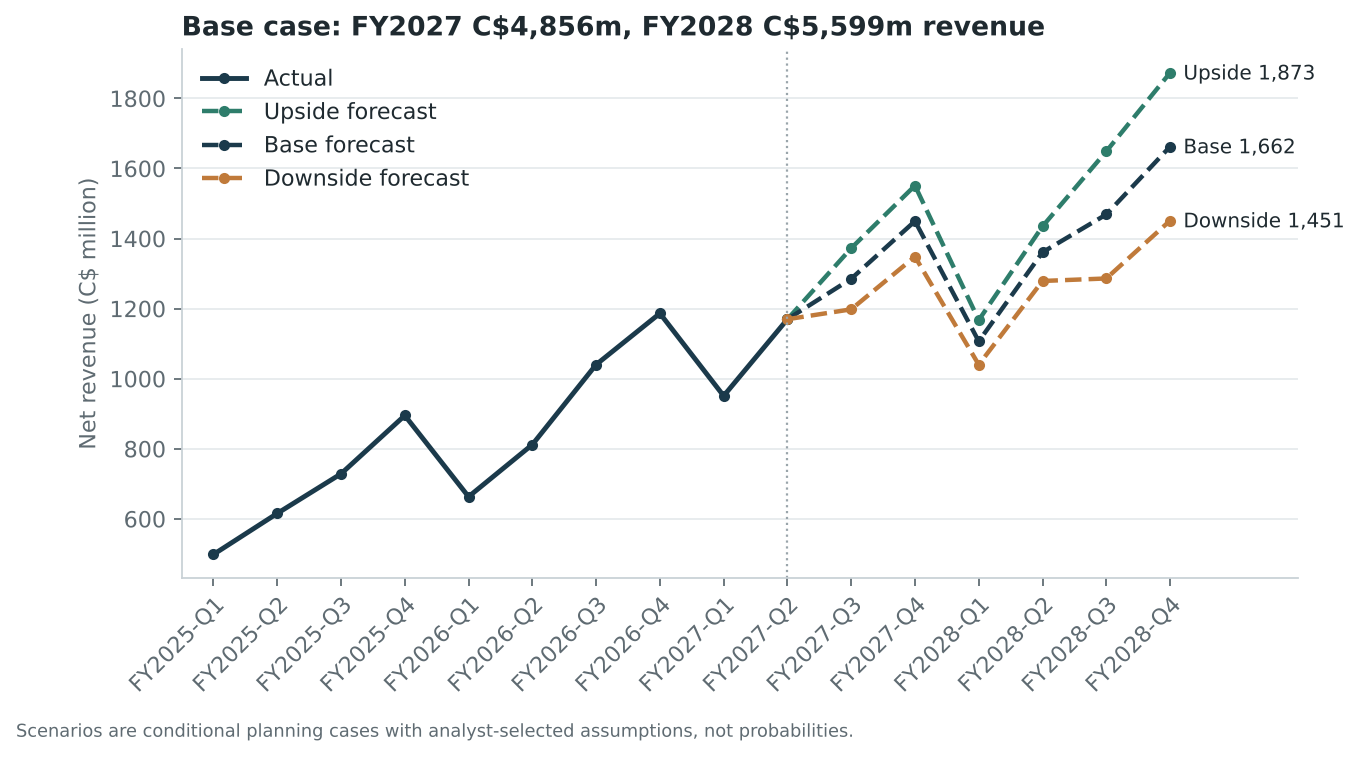 Base case: FY2027 C$4,856m, FY2028 C$5,599m revenue
Actual
Upside forecast
Base forecast
Downside forecast
Upside 1,873
Base 1,662
Downside 1,451
Net revenue (C$ million)
1800
1600
1400
1200
1000
800
600
FY2025-Q1
FY2025-Q2
FY2025-Q3
FY2025-Q4
FY2026-Q1
FY2026-Q2
FY2026-Q3
FY2026-Q4
FY2027-Q1
FY2027-Q2
FY2027-Q3
FY2027-Q4
FY2028-Q1
FY2028-Q2
FY2028-Q3
FY2028-Q4
Scenarios are conditional planning cases with analyst-selected assumptions, not probabilities.